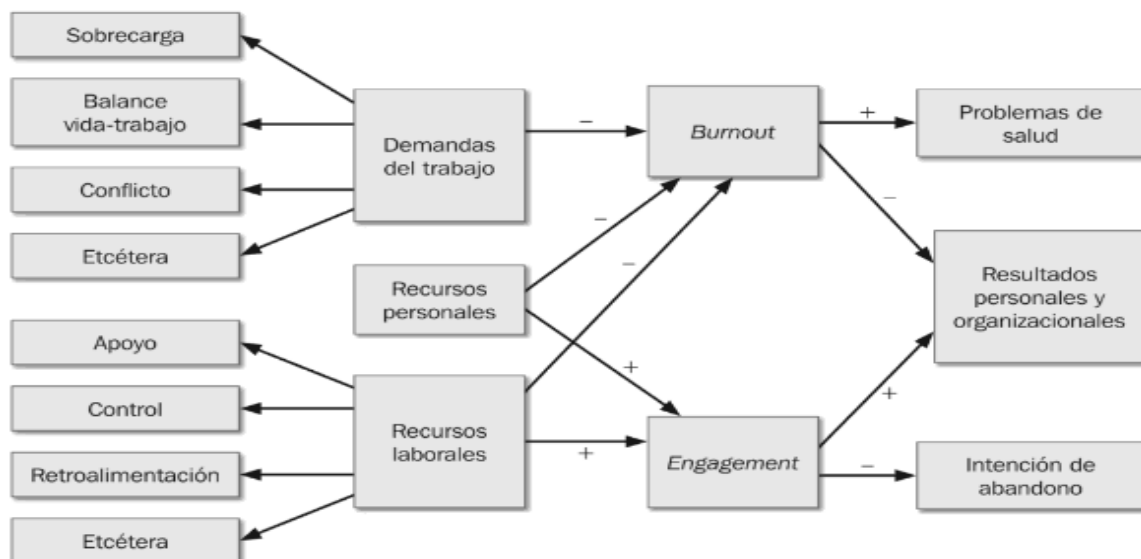 Sobrecarga
Balance
vida-trabajo
Conflicto
Etcétera
Apoyo
Control
Retroalimentación
Etcétera
Demandas
del trabajo
Recursos
personales
Recursos
laborales
−
−
−
+
+
Burnout
Engagement
+
−
+
−
Problemas de
salud
Resultados
personales y
organizacionales
Intención de
abandono